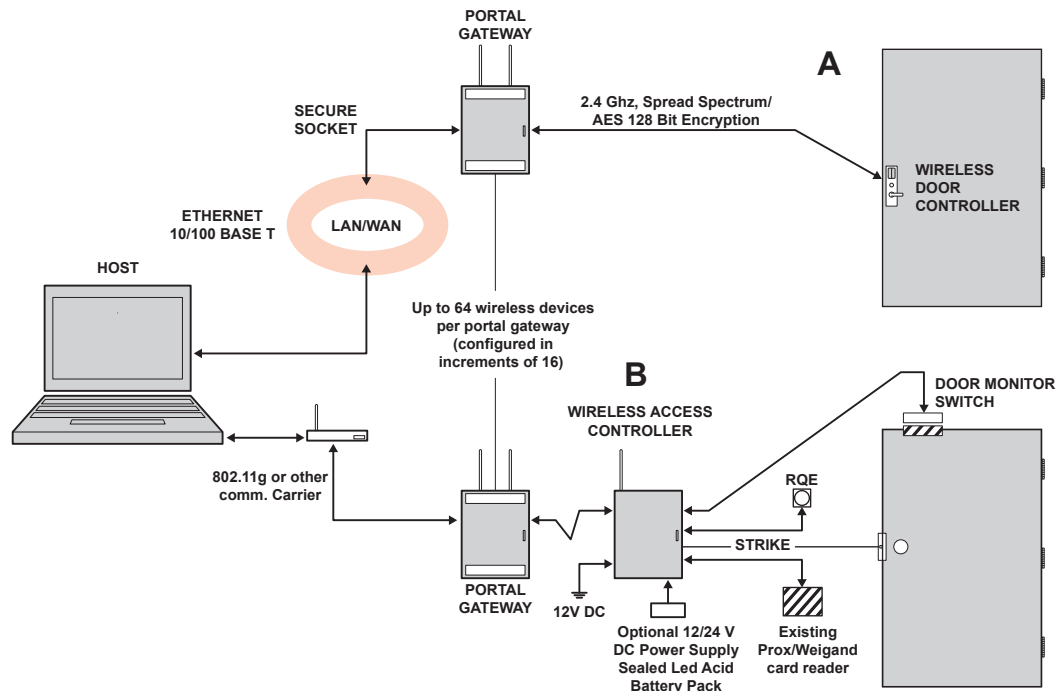 PORTAL
GATEWAY
A
2.4 Ghz, Spread Spectrum/
AES 128 Bit Encryption
SECURE
SOCKET
WIRELESS
DOOR
CONTROLLER
ETHERNET
10/100 BASE T
LAN/WAN
HOST
Up to 64 wireless devices
per portal gateway
(configured in
increments of 16)
B
WIRELESS ACCESS
CONTROLLER
DOOR MONITOR
SWITCH
802.11g or other
comm. Carrier
RQE
STRIKE
PORTAL
GATEWAY
12V DC
Optional 12/24 V
DC Power Supply
Sealed Led Acid
Battery Pack
Existing
Prox/Weigand
card reader